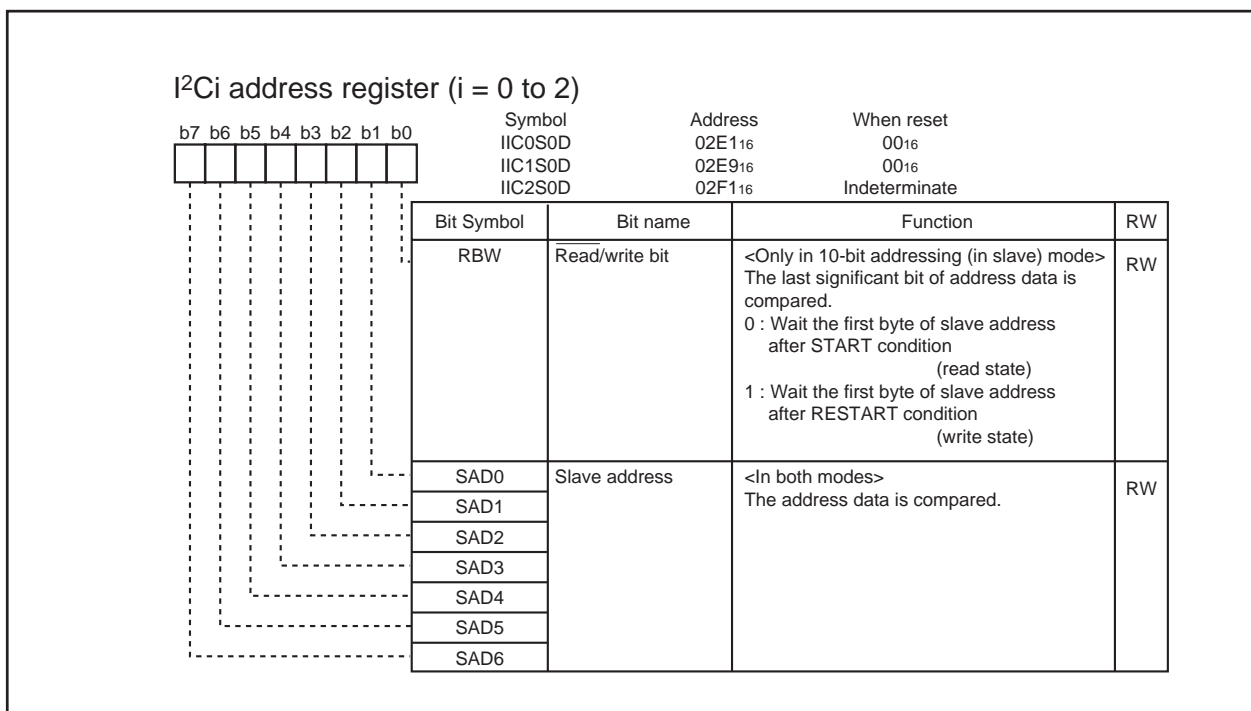 I²Ci address register (i = 0 to 2)
b7 b6 b5 b4 b3 b2 b1 b0
Symbol Address When reset
IIC0S0D 02E1₁₆ 00₁₆
IIC1S0D 02E9₁₆ 00₁₆
IIC2S0D 02F1₁₆ Indeterminate
Bit Symbol Bit name Function RW
RBW Read/write bit <Only in 10-bit addressing (in slave) mode> RW
The last significant bit of address data is
compared.
0 : Wait the first byte of slave address
after START condition
(read state)
1 : Wait the first byte of slave address
after RESTART condition
(write state)
SAD0 Slave address <In both modes> RW
SAD1 The address data is compared.
SAD2
SAD3
SAD4
SAD5
SAD6